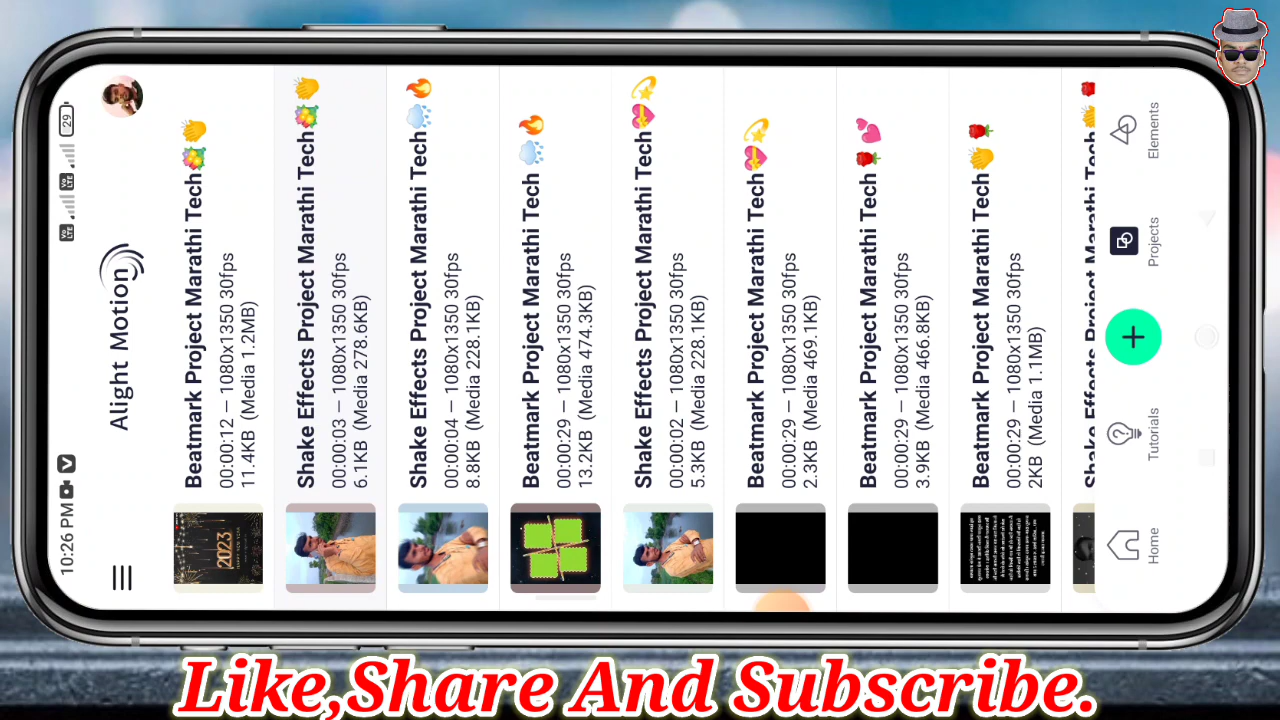 10:26 PM
29
Alight Motion
Beatmark Project Marathi Tech💐👏
00:00:12 – 1080x1350 30fps
11.4KB (Media 1.2MB)
Shake Effects Project Marathi Tech💐👏
00:00:03 – 1080x1350 30fps
6.1KB (Media 278.6KB)
Shake Effects Project Marathi Tech 🌧️🔥
00:00:04 – 1080x1350 30fps
8.8KB (Media 228.1KB)
Beatmark Project Marathi Tech 🌧️🔥
00:00:29 – 1080x1350 30fps
13.2KB (Media 474.3KB)
Shake Effects Project Marathi Tech 💝💫
00:00:02 – 1080x1350 30fps
5.3KB (Media 228.1KB)
Beatmark Project Marathi Tech💝💫
00:00:29 – 1080x1350 30fps
2.3KB (Media 469.1KB)
Beatmark Project Marathi Tech 🌹💞
00:00:29 – 1080x1350 30fps
3.9KB (Media 466.8KB)
Beatmark Project Marathi Tech👏🌹
00:00:29 – 1080x1350 30fps
2KB (Media 1.1MB)
Shake Effects Project Marathi Tech👏🌹
2023
Home
Tutorials
Projects
Elements
Like,Share And Subscribe.